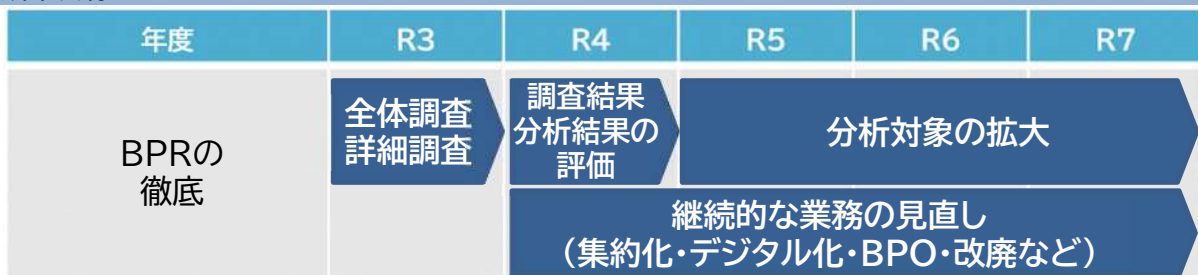 年度
R3
R4
R5
R6
R7
BPRの
徹底
全体調査
詳細調査
調査結果
分析結果の
評価
分析対象の拡大
継続的な業務の見直し
（集約化・デジタル化・BPO・改廃など）